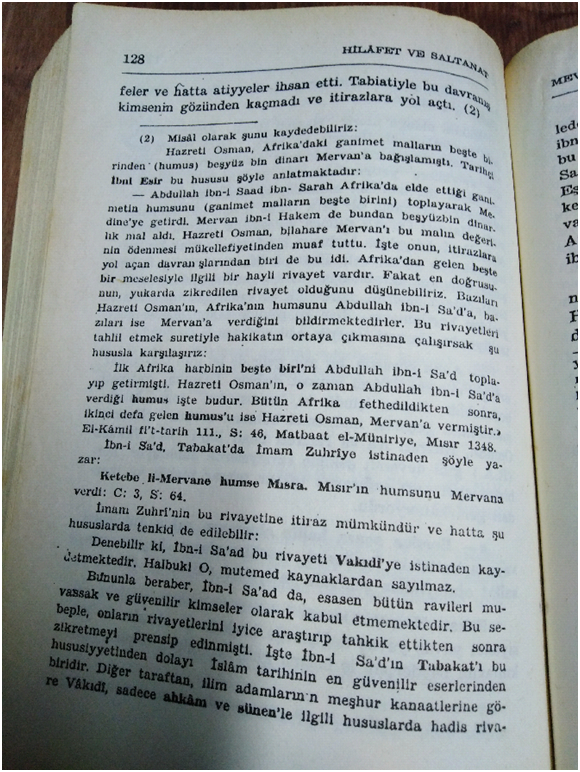 128
HİLÂFET VE SALTANAT
feler ve hatta atiyyeler ihsan etti. Tabiatiyle bu davranış
kimsenin gözünden kaçmadı ve itirazlara yol açtı. (2)
(2) Misâl olarak şunu kaydedebiliriz:
Hazreti Osman, Afrika'daki ganimet malların beşte bi-
rinden (humus) beşyüz bin dinarı Mervan'a bağışlamıştı. Tarihçi
İbni Esir bu hususu şöyle anlatmaktadır:
— Abdullah ibn-i Saad ibn- Sarah Afrika'da elde ettiği gani-
metin humsunu (ganimet malların beşte birini) toplayarak Me-
dine'ye getirdi. Mervan ibn-i Hakem de bundan beşyüzbin dinar-
lık mal aldı. Hazreti Osman, bilahare Mervan'ı bu malın değeri-
nin ödenmesi mükellefiyetinden muaf tuttu. İşte onun, itirazlara
yol açan davranışlarından biri de bu idi. Afrika'dan gelen beşte
bir meselesiyle ilgili bir hayli rivayet vardır. Fakat en doğrusu-
nun, yukarda zikredilen rivayet olduğunu düşünebiliriz. Bazıları
Hazreti Osman'ın, Afrika'nın humsunu Abdullah ibn-i Sa'd'a, ba-
zıları ise Mervan'a verdiğini bildirmektedirler. Bu rivayetleri
tahlil etmek suretiyle hakikatın ortaya çıkmasına çalışırsak şu
hususla karşılaşırız:
İlk Afrika harbinin beşte biri'ni Abdullah ibn-i Sa'd topla-
yıp getirmişti. Hazreti Osman'ın, o zaman Abdullah ibn-i Sa'd'a
verdiği humus işte budur. Bütün Afrika fethedildikten sonra,
ikinci defa gelen humus'u ise Hazreti Osman, Mervan'a vermiştir.»
El-Kâmil fi't-tarih 111., S: 46, Matbaat el-Müniriye, Mısır 1348.
İbn-i Sa'd, Tabakat'da İmam Zuhrîye istinaden şöyle ya-
zar:
Ketebe li-Mervane humse Mısra. Mısır'ın humsunu Mervana
verdi: C: 3, S: 64.
İmam Zuhri'nin bu rivayetine itiraz mümkündür ve hatta şu
hususlarda tenkid de edilebilir:
Denebilir ki, İbn-i Sa'ad bu rivayeti Vakıdî'ye istinaden kay-
detmektedir. Halbuki O, mutemed kaynaklardan sayılmaz.
Bununla beraber, İbn-i Sa'ad da, esasen bütün ravileri mu-
vassak ve güvenilir kimseler olarak kabul etmemektedir. Bu se-
beple, onların rivayetlerini iyice araştırıp tahkik ettikten sonra
zikretmeyi prensip edinmişti. İşte İbn-i Sa'd'ın Tabakat'ı bu
hususiyyetinden dolayı İslâm tarihinin en güvenilir eserlerinden
biridir. Diğer taraftan, ilim adamlarının meşhur kanaatlerine gö-
re Vâkıdî, sadece ahkâm ve sünen'le ilgili hususlarda hadis riva-